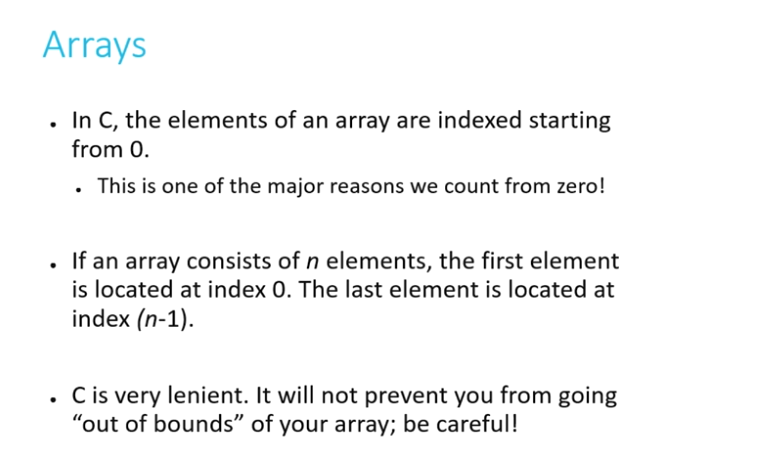 Arrays
• In C, the elements of an array are indexed starting
from 0.
• This is one of the major reasons we count from zero!
• If an array consists of n elements, the first element
is located at index 0. The last element is located at
index (n-1).
• C is very lenient. It will not prevent you from going
“out of bounds” of your array; be careful!